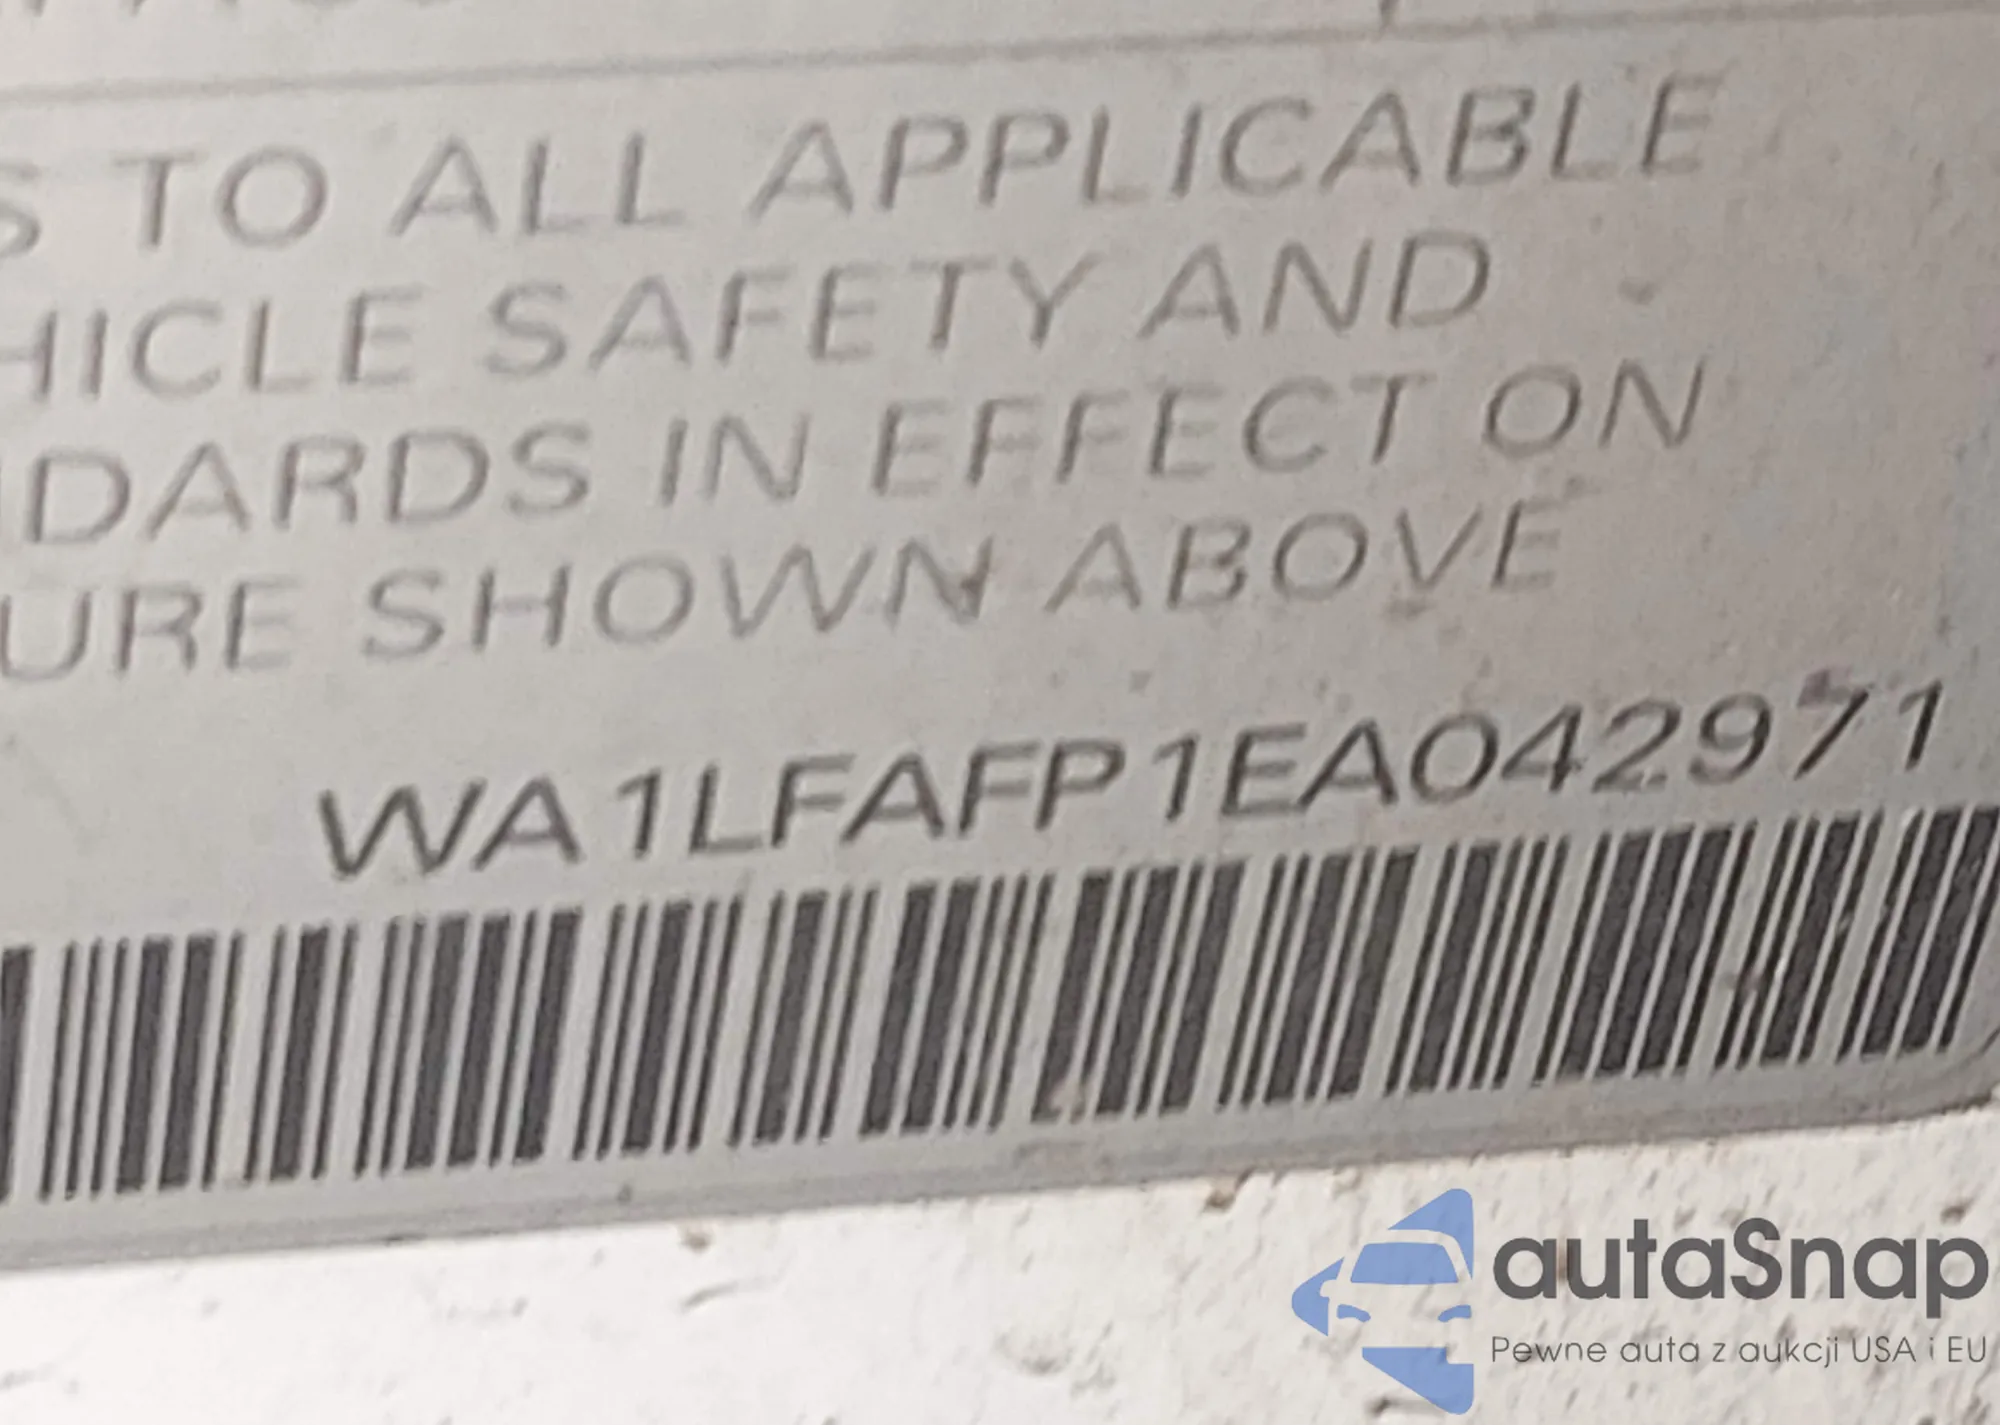 S TO ALL APPLICABLE
HICLE SAFETY AND
DARDS IN EFFECT ON
URE SHOWN ABOVE
WA1LFAFP1EA042971
autaSnap
Pewne auta z aukcji USA i EU